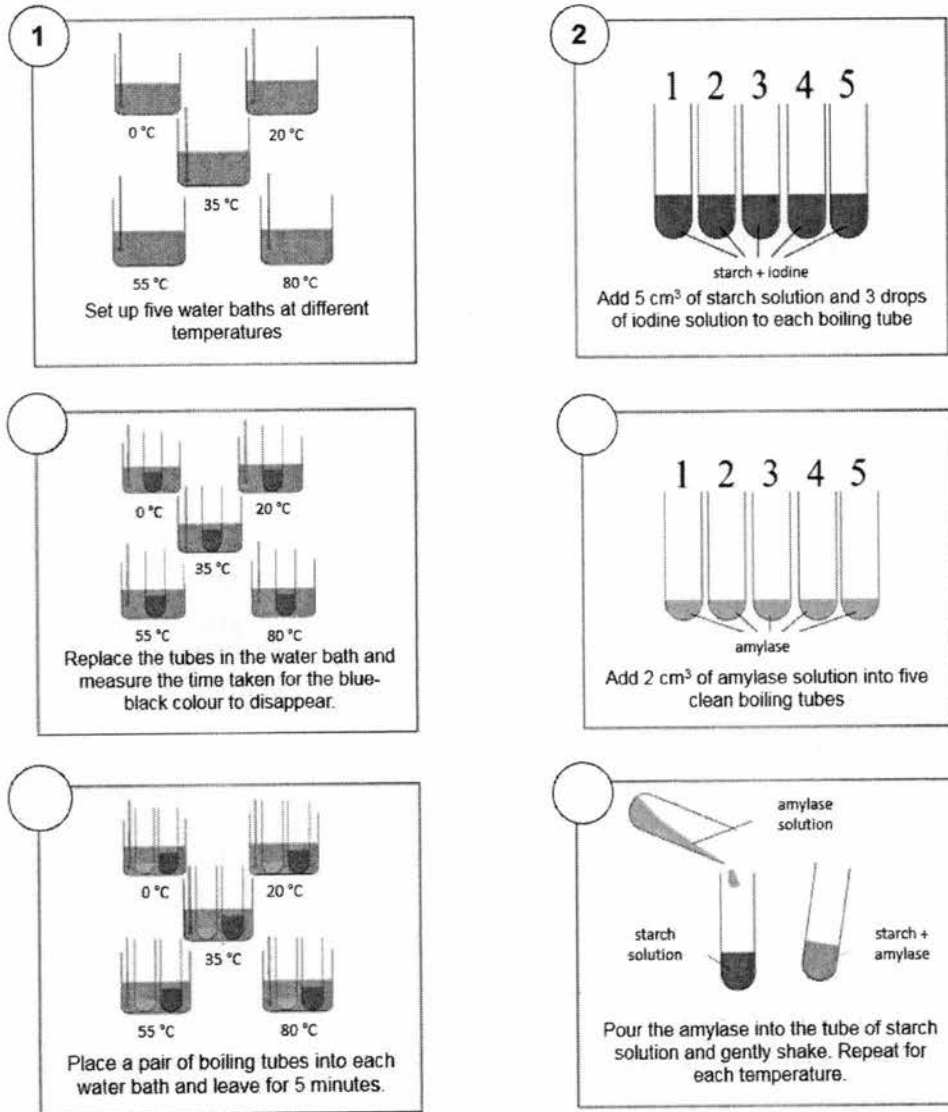 1
0 °C
20 °C
35 °C
55 °C
80 °C
Set up five water baths at different
temperatures
2
1 2 3 4 5
starch + iodine
Add 5 cm³ of starch solution and 3 drops
of iodine solution to each boiling tube
0 °C
20 °C
35 °C
55 °C
80 °C
Replace the tubes in the water bath and
measure the time taken for the blue-
black colour to disappear.
1 2 3 4 5
amylase
Add 2 cm³ of amylase solution into five
clean boiling tubes
0 °C
20 °C
35 °C
55 °C
80 °C
Place a pair of boiling tubes into each
water bath and leave for 5 minutes.
amylase
solution
starch
solution
starch +
amylase
Pour the amylase into the tube of starch
solution and gently shake. Repeat for
each temperature.